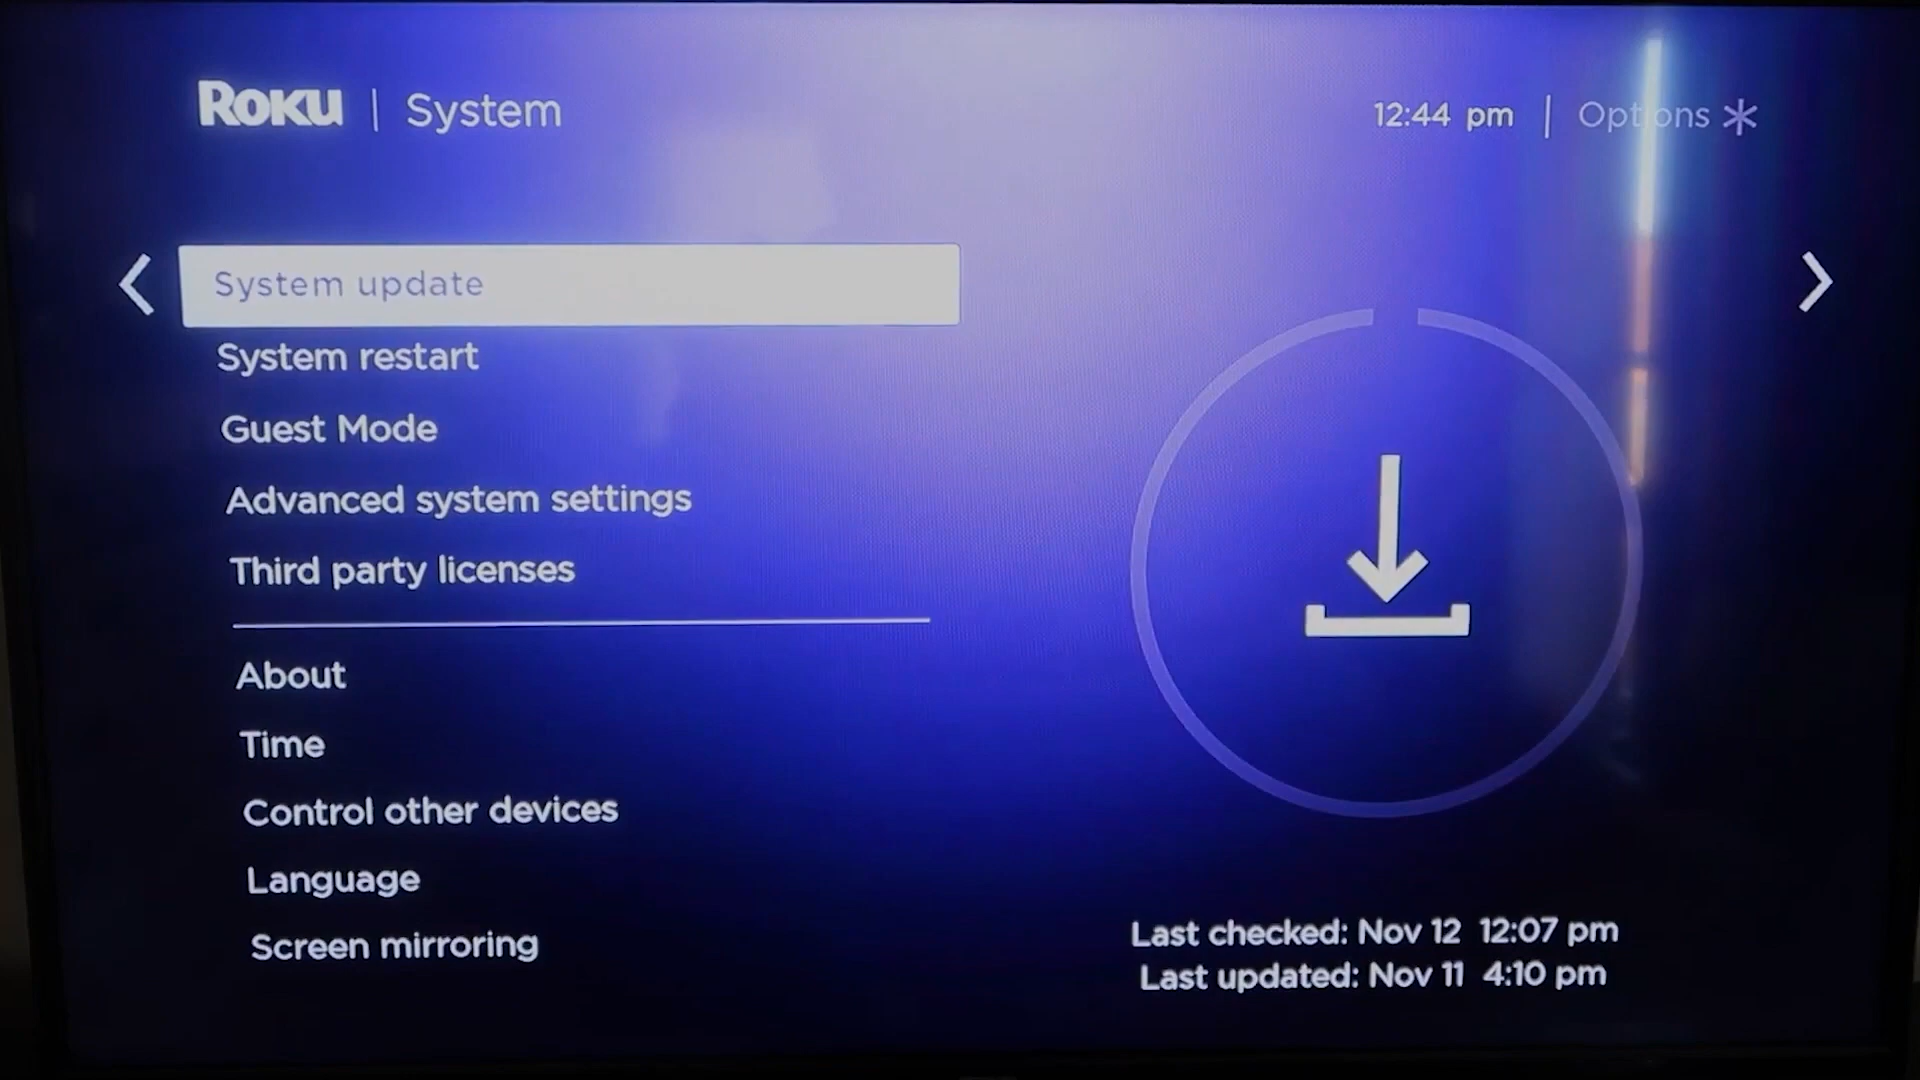 Roku | System
12:44 pm | Options *
System update
System restart
Guest Mode
Advanced system settings
Third party licenses
About
Time
Control other devices
Language
Screen mirroring
Last checked: Nov 12 12:07 pm
Last updated: Nov 11 4:10 pm